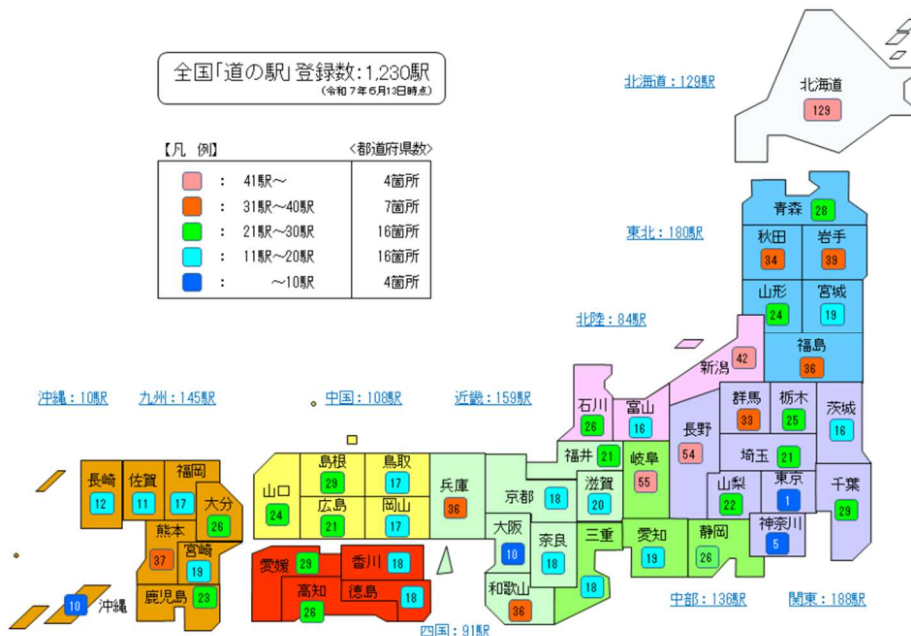 全国「道の駅」登録数:1,230駅
(令和7年6月13日時点)
【凡 例】 <都道府県数>
: 41駅~ 4箇所
: 31駅~40駅 7箇所
: 21駅~30駅 16箇所
: 11駅~20駅 16箇所
: ~10駅 4箇所
北海道:129駅
北海道
129
東北:180駅
青森 28
秋田 岩手
34 39
山形 宮城
24 19
福島
36
北陸:84駅
新潟 42
石川 富山
26 16
沖縄:10駅 九州:145駅 中国:108駅 近畿:159駅
群馬 栃木 茨城
33 25 16
長野
54
埼玉 21
山梨 東京 千葉
22 1 29
神奈川
5
福井 21
岐阜
55
滋賀
20
京都 18
兵庫
36
大阪
10
奈良
18
三重
18
和歌山
36
愛知
19
静岡
26
島根 鳥取
29 17
山口
24
広島 岡山
21 17
長崎 佐賀 福岡
12 11 17
大分
26
熊本
37
宮崎
19
鹿児島 23
10 沖縄
愛媛 29 香川 18
高知 徳島 18
26
四国:91駅
中部:136駅 関東:188駅